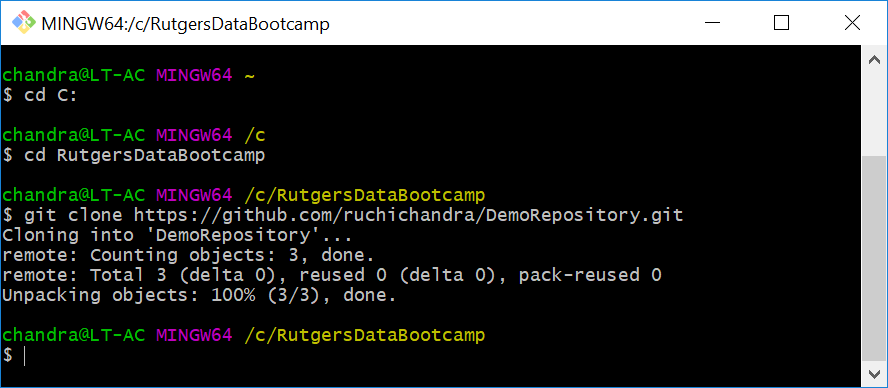 MINGW64:/c/RutgersDataBootcamp
chandra@LT-AC MINGW64 ~
$ cd C:
chandra@LT-AC MINGW64 /c
$ cd RutgersDataBootcamp
chandra@LT-AC MINGW64 /c/RutgersDataBootcamp
$ git clone https://github.com/ruchichandra/DemoRepository.git
Cloning into 'DemoRepository'...
remote: Counting objects: 3, done.
remote: Total 3 (delta 0), reused 0 (delta 0), pack-reused 0
Unpacking objects: 100% (3/3), done.
chandra@LT-AC MINGW64 /c/RutgersDataBootcamp
$